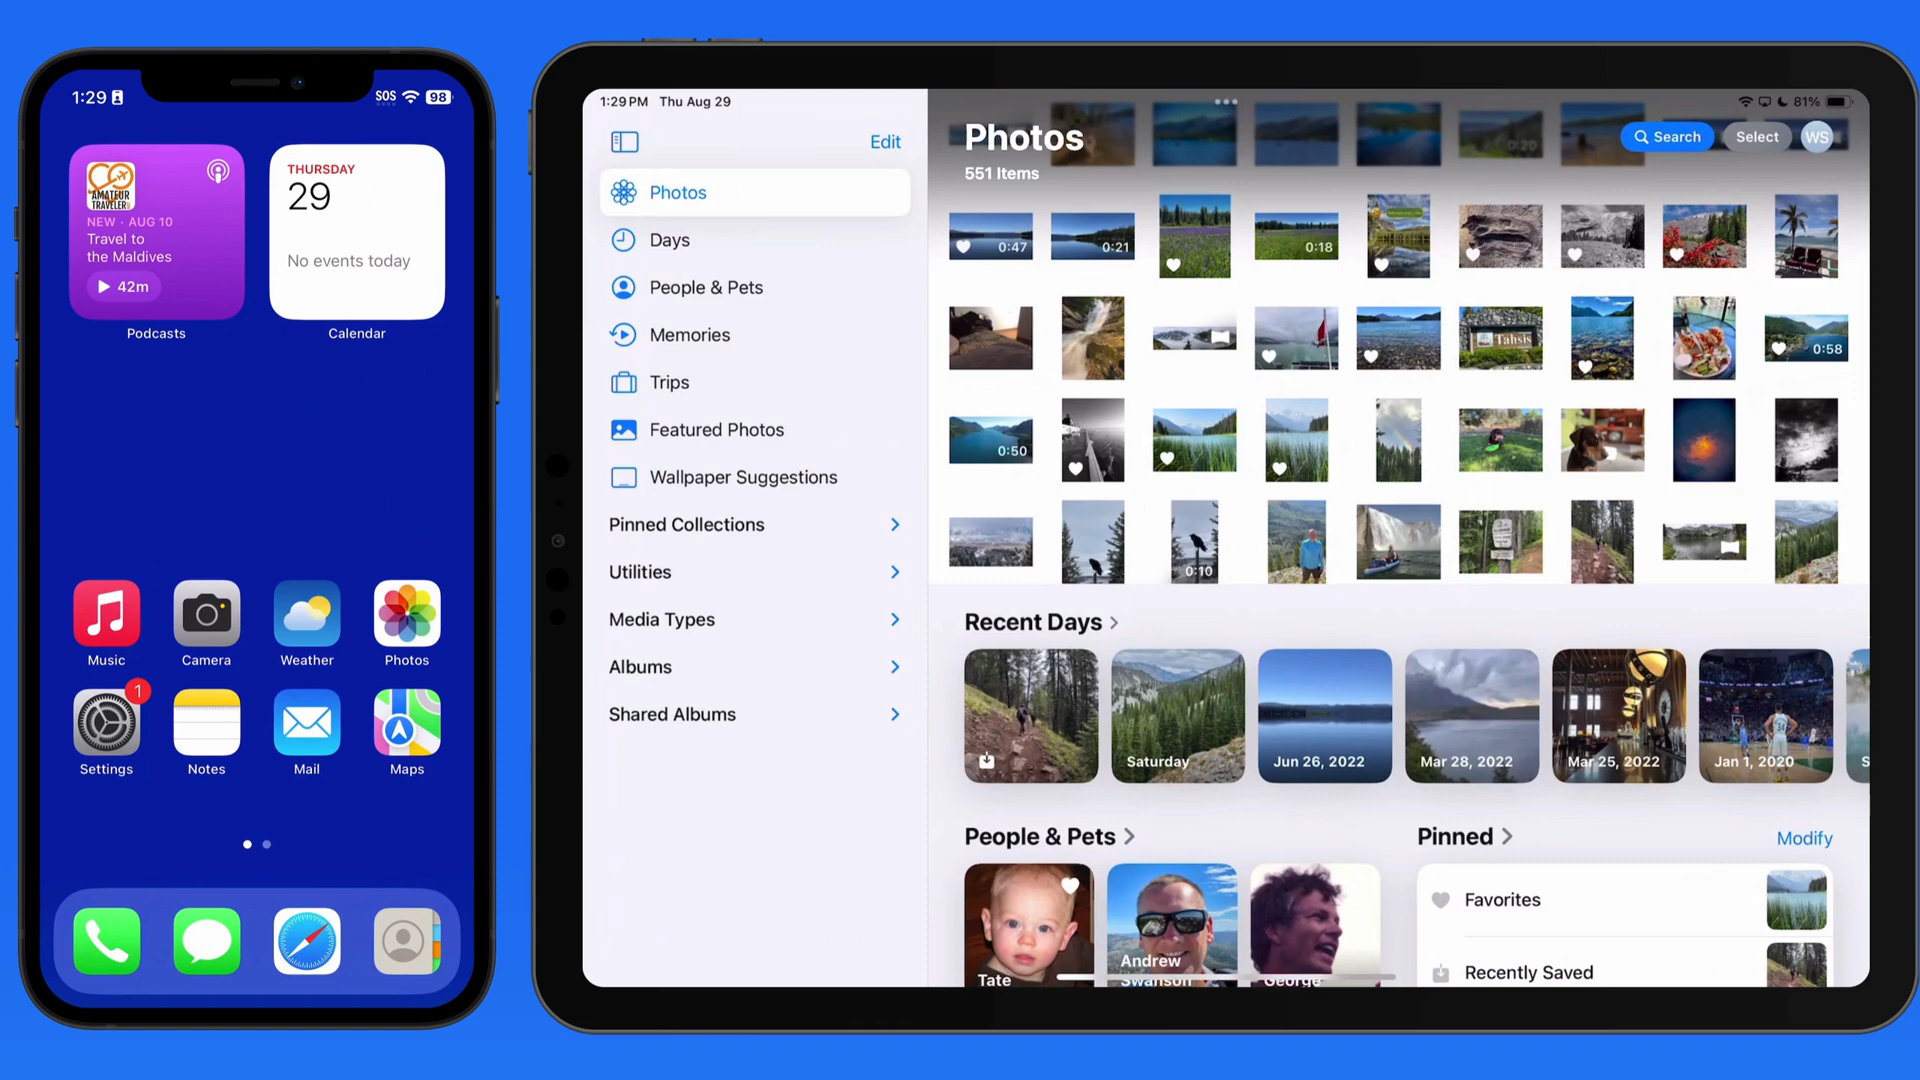 1:29
SOS
98
AMATEUR
TRAVELER
NEW · AUG 10
Travel to
the Maldives
42m
Podcasts
THURSDAY
29
No events today
Calendar
Music
Camera
Weather
Photos
1
Settings
Notes
Mail
Maps
1:29 PM Thu Aug 29
81%
Edit
Photos
Days
People & Pets
Memories
Trips
Featured Photos
Wallpaper Suggestions
Pinned Collections
Utilities
Media Types
Albums
Shared Albums
Photos
551 Items
Search
Select
WS
0:20
0:47
0:21
0:18
Tahsis
0:58
0:50
0:10
Recent Days
Saturday
Jun 26, 2022
Mar 28, 2022
Mar 25, 2022
34
Jan 1, 2020
S
People & Pets
Tate
Andrew
Swanson
George
Pinned
Modify
Favorites
Recently Saved